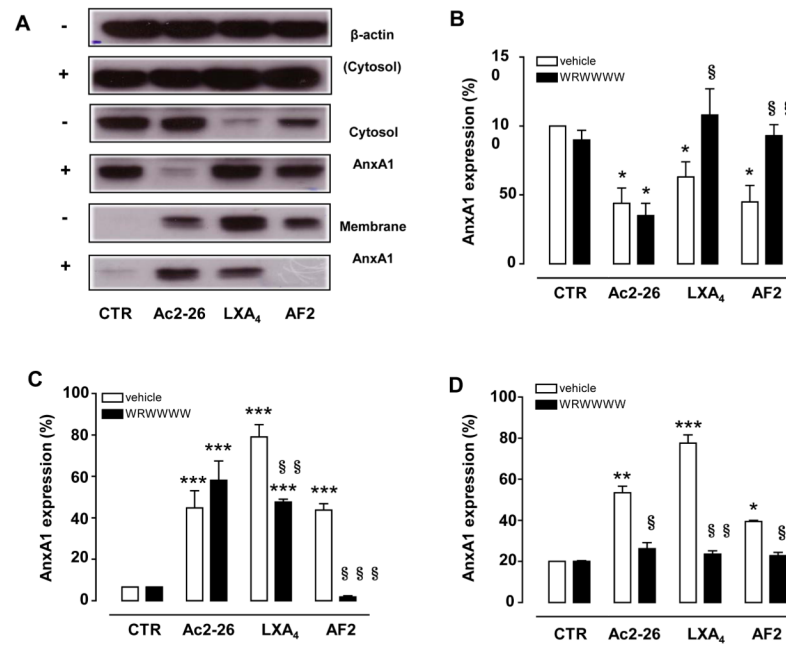 A
-
β-actin
+
(Cytosol)
-
Cytosol
+
AnxA1
-
Membrane
+
AnxA1
CTR Ac2-26 LXA₄ AF2
B
AnxA1 expression (%)
15
0
10
0
50
0
vehicle
WRWWWW
* * * § * § §
CTR Ac2-26 LXA₄ AF2
C
AnxA1 expression (%)
100
80
60
40
20
0
vehicle
WRWWWW
*** *** *** § § *** *** § § §
CTR Ac2-26 LXA₄ AF2
D
AnxA1 expression (%)
100
80
60
40
20
0
vehicle
WRWWWW
** § *** § § * §
CTR Ac2-26 LXA₄ AF2